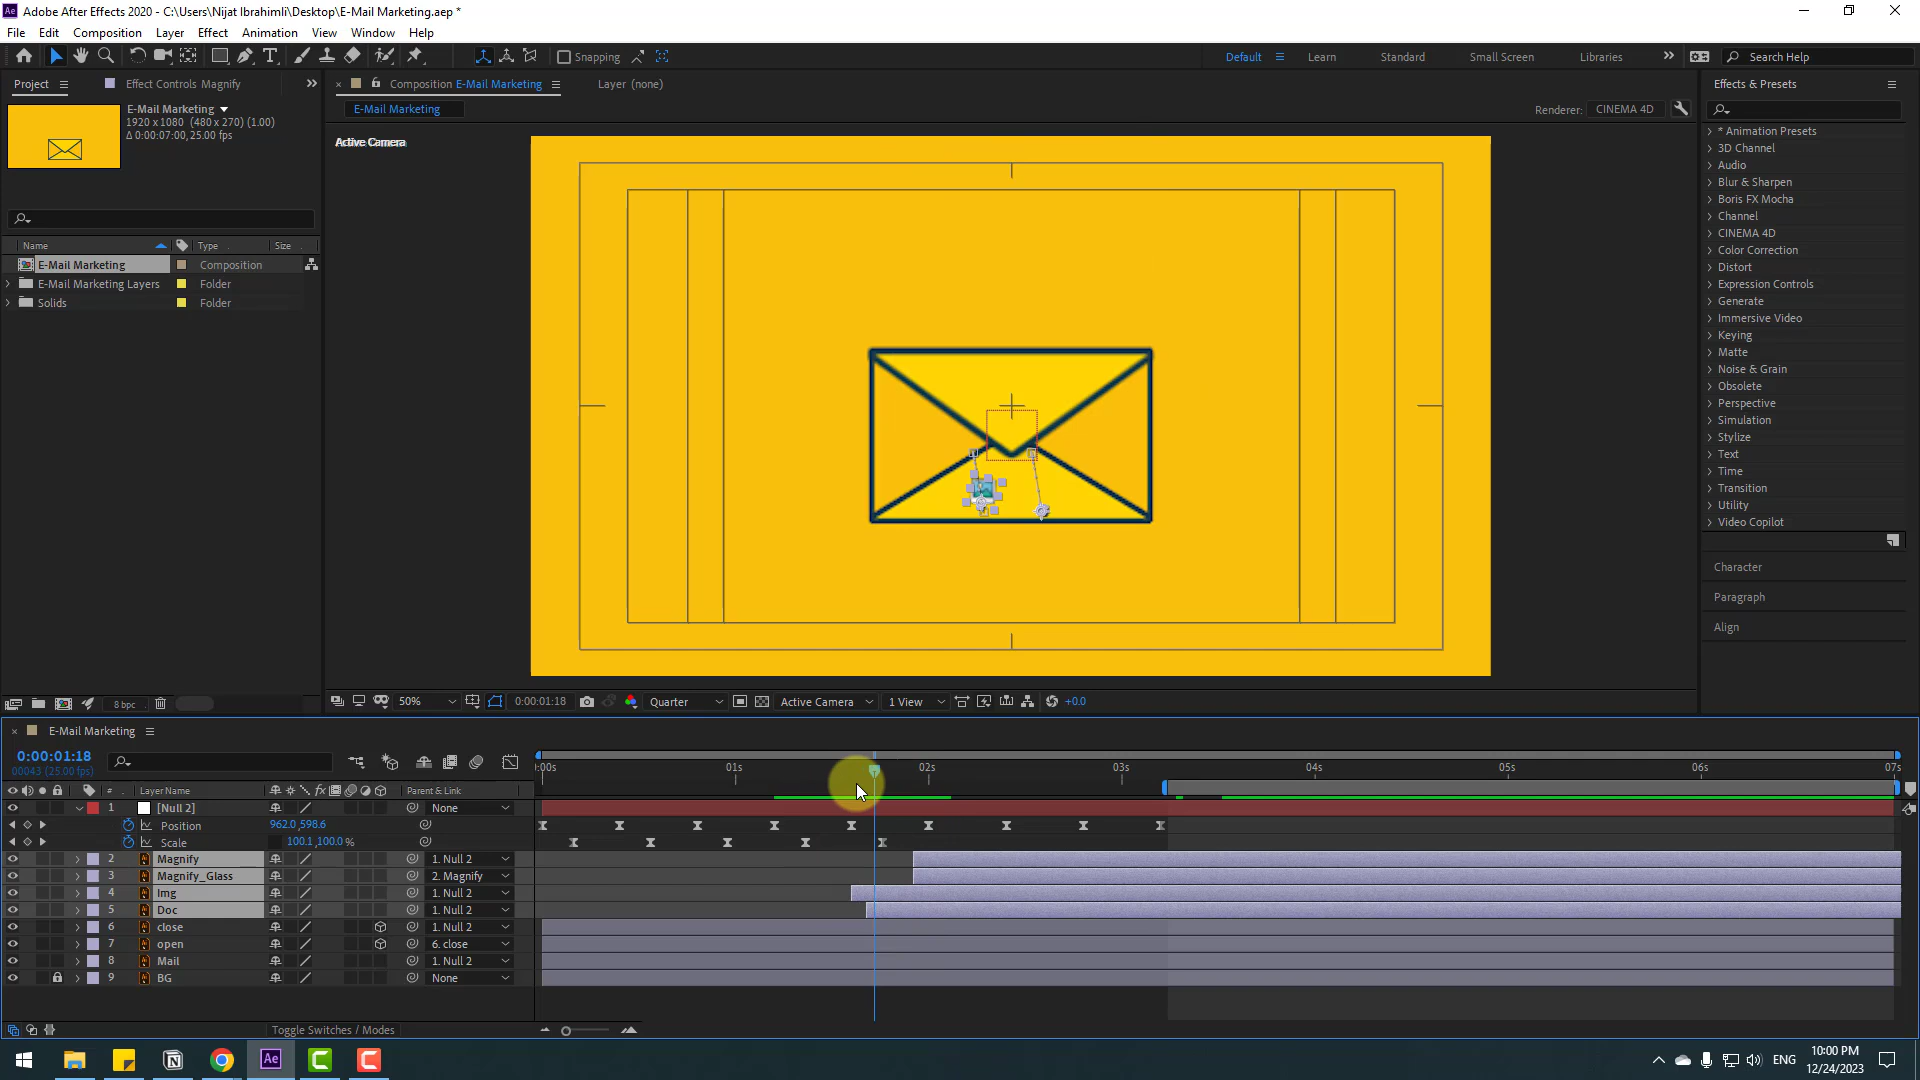 Adobe After Effects 2020 - C:\Users\Nijat Ibrahimli\Desktop\E-Mail Marketing.aep *
File Edit Composition Layer Effect Animation View Window Help
Snapping
Default Learn Standard Small Screen Libraries
Search Help
Project
Effect Controls Magnify
Composition E-Mail Marketing
Layer (none)
Effects & Presets
E-Mail Marketing
1920 x 1080 (480 x 270) (1.00)
Δ 0:00:07:00, 25.00 fps
E-Mail Marketing
Renderer: CINEMA 4D
Active Camera
Name Type Size
E-Mail Marketing Composition
E-Mail Marketing Layers Folder
Solids Folder
* Animation Presets
3D Channel
Audio
Blur & Sharpen
Boris FX Mocha
Channel
CINEMA 4D
Color Correction
Distort
Expression Controls
Generate
Immersive Video
Keying
Matte
Noise & Grain
Obsolete
Perspective
Simulation
Stylize
Text
Time
Transition
Utility
Video Copilot
Character
Paragraph
Align
8 bpc
50% 0:00:01:18 Quarter Active Camera 1 View +0.0
E-Mail Marketing
0:00:01:18
00043 (25.00 fps)
:00s 01s 02s 03s 04s 05s 06s 07s
# Layer Name Parent & Link
1 [Null 2] None
Position 962.0,598.6
Scale 100.1,100.0 %
2 Magnify 1. Null 2
3 Magnify_Glass 2. Magnify
4 Img 1. Null 2
5 Doc 1. Null 2
6 close 1. Null 2
7 open 6. close
8 Mail 1. Null 2
9 BG None
Toggle Switches / Modes
ENG
10:00 PM
12/24/2023